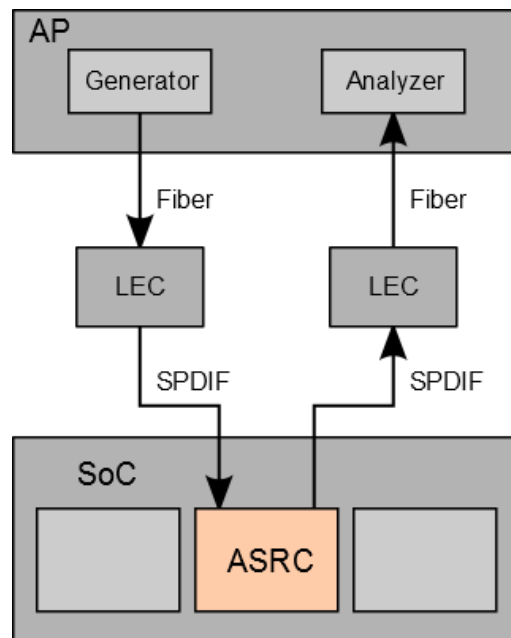 AP
Generator
Analyzer
Fiber
Fiber
LEC
LEC
SPDIF
SPDIF
SoC
ASRC